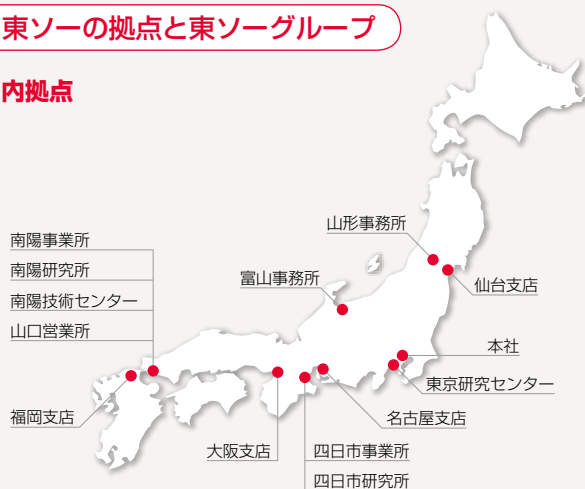 東ソーの拠点と東ソーグループ
内拠点
南陽事業所
南陽研究所
南陽技術センター
山口営業所
福岡支店
富山事務所
山形事務所
仙台支店
本社
東京研究センター
名古屋支店
大阪支店
四日市事業所
四日市研究所